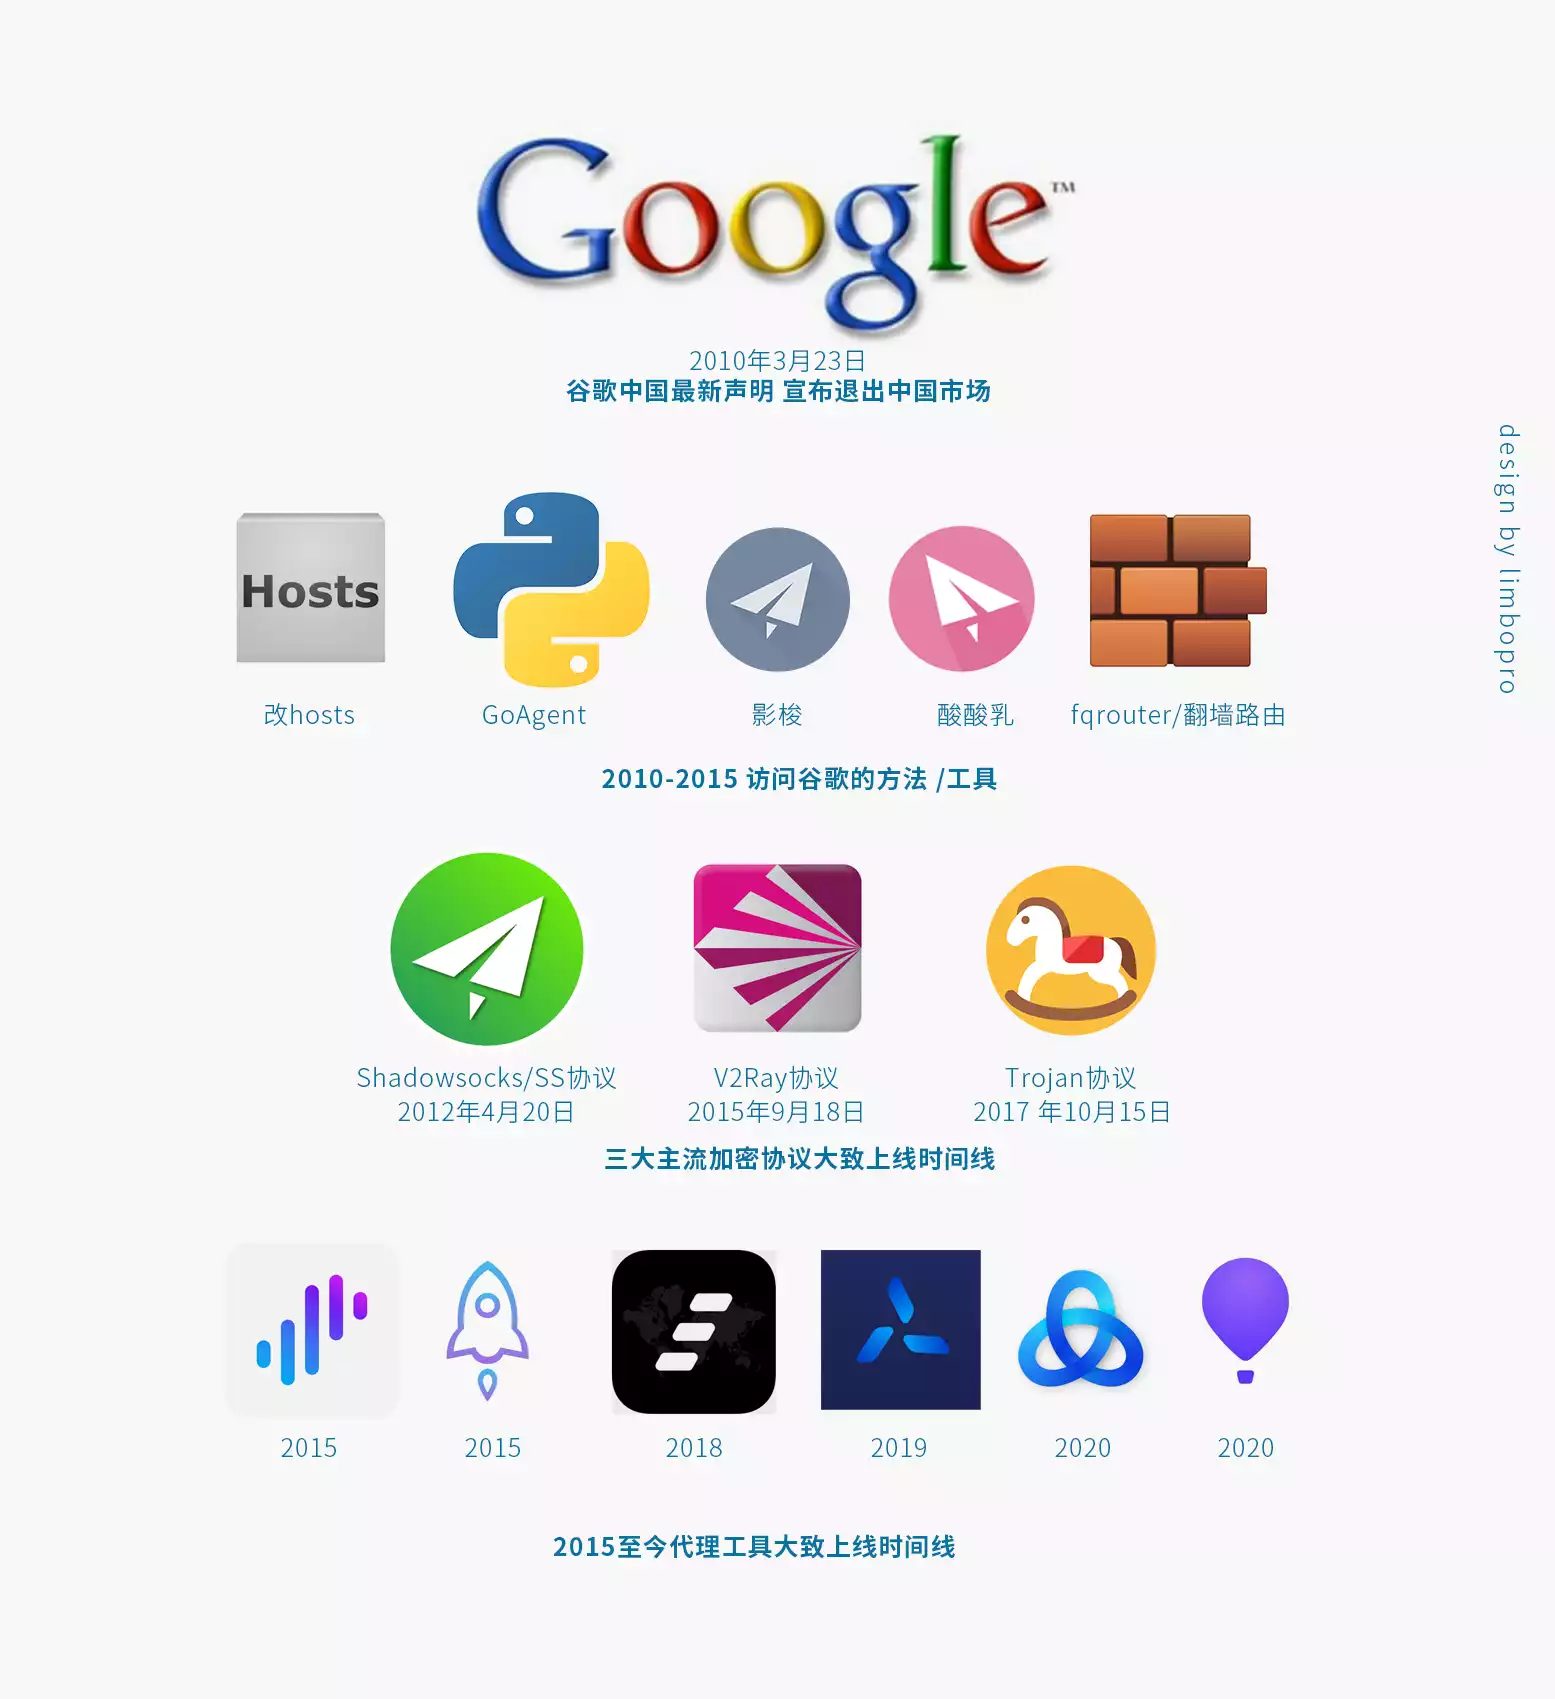 Google™
2010年3月23日
谷歌中国最新声明 宣布退出中国市场
design by limbopro
Hosts
改hosts
GoAgent
影梭
酸酸乳
fqrouter/翻墙路由
2010-2015 访问谷歌的方法 /工具
Shadowsocks/SS协议
2012年4月20日
V2Ray协议
2015年9月18日
Trojan协议
2017 年10月15日
三大主流加密协议大致上线时间线
2015
2015
2018
2019
2020
2020
2015至今代理工具大致上线时间线